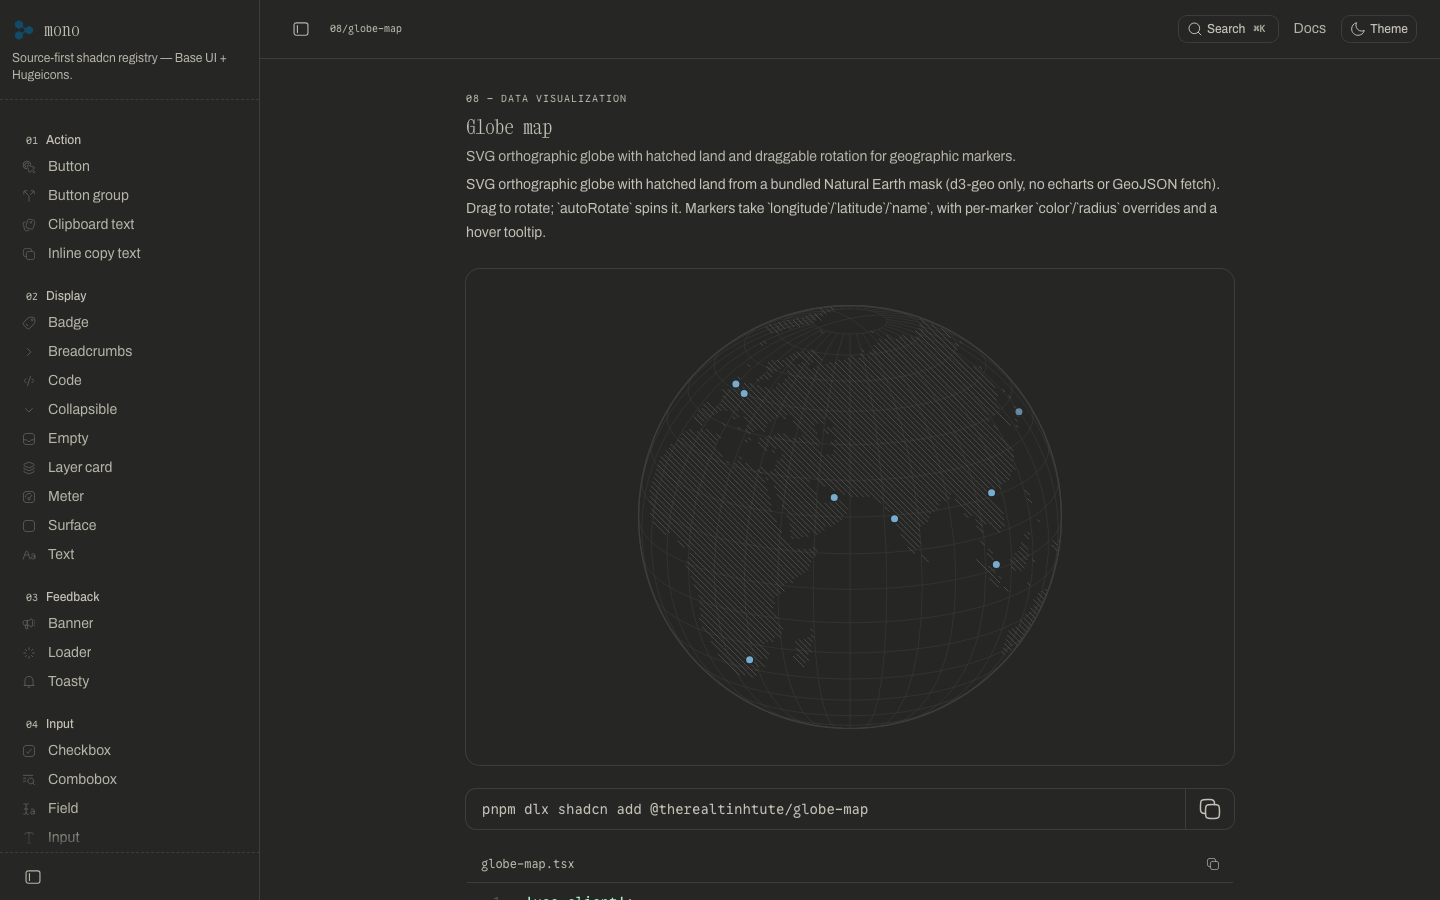 mono
Source-first shadcn registry — Base UI +
Hugeicons.
01 Action
Button
Button group
Clipboard text
Inline copy text
02 Display
Badge
Breadcrumbs
Code
Collapsible
Empty
Layer card
Meter
Surface
Text
03 Feedback
Banner
Loader
Toasty
04 Input
Checkbox
Combobox
Field
Input
08/globe-map
Search ⌘K
Docs
Theme
08 — DATA VISUALIZATION
Globe map
SVG orthographic globe with hatched land and draggable rotation for geographic markers.
SVG orthographic globe with hatched land from a bundled Natural Earth mask (d3-geo only, no echarts or GeoJSON fetch).
Drag to rotate; `autoRotate` spins it. Markers take `longitude`/`latitude`/`name`, with per-marker `color`/`radius` overrides and a
hover tooltip.
pnpm dlx shadcn add @therealtinhtute/globe-map
globe-map.tsx